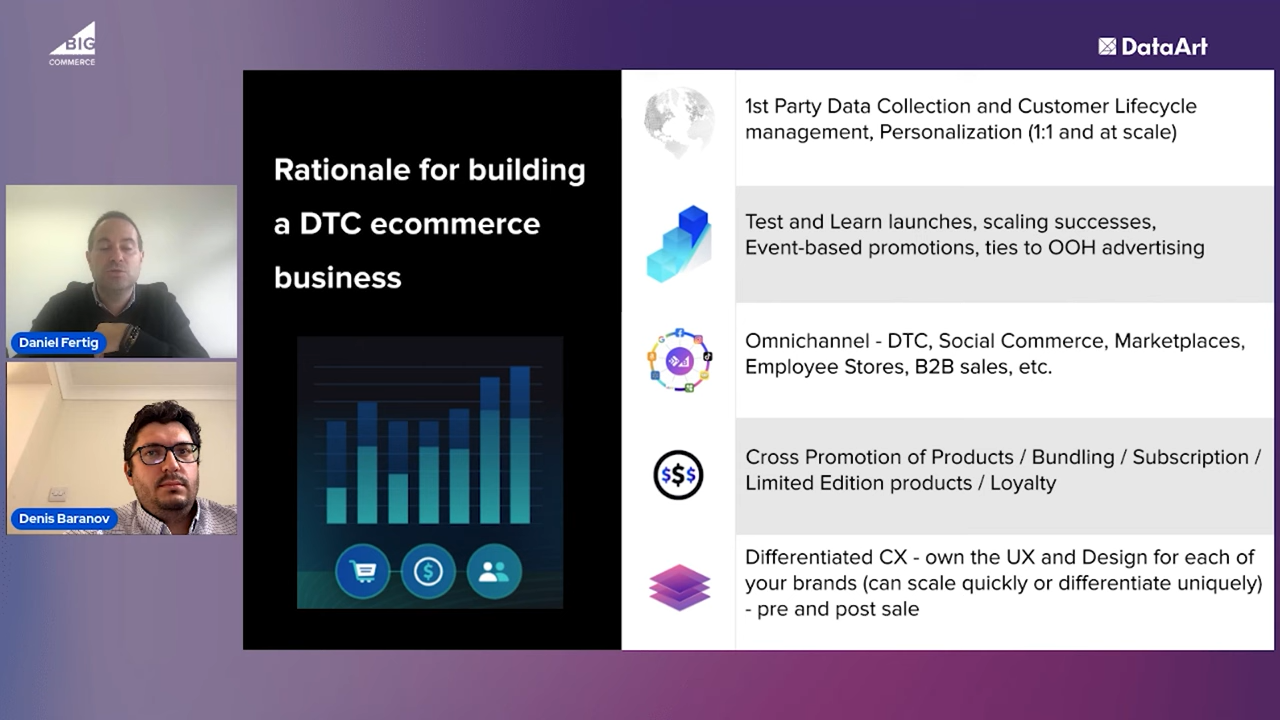 BIG
COMMERCE
DataArt
Rationale for building
a DTC ecommerce
business
1st Party Data Collection and Customer Lifecycle
management, Personalization (1:1 and at scale)
Test and Learn launches, scaling successes,
Event-based promotions, ties to OOH advertising
Omnichannel - DTC, Social Commerce, Marketplaces,
Employee Stores, B2B sales, etc.
$$$
Cross Promotion of Products / Bundling / Subscription /
Limited Edition products / Loyalty
Differentiated CX - own the UX and Design for each of
your brands (can scale quickly or differentiate uniquely)
- pre and post sale
$
Daniel Fertig
Denis Baranov